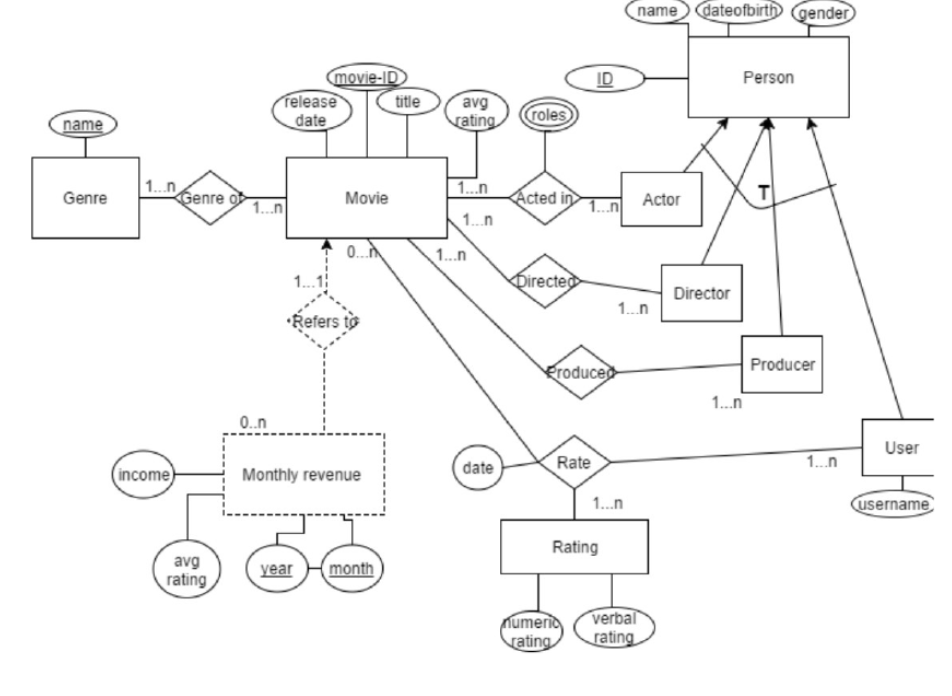 name
dateofbirth
gender
ID
Person
movie-ID
release
date
title
avg
rating
roles
name
Genre
1...n
Genre of
1...n
Movie
1...n
Acted in
1...n
Actor
T
1...n
Directed
1...n
Director
0...n
1...n
Produced
1...n
Producer
1...1
Refers to
0..n
Monthly revenue
income
avg
rating
year
month
date
Rate
1...n
User
username
1...n
Rating
numeric
rating
verbal
rating